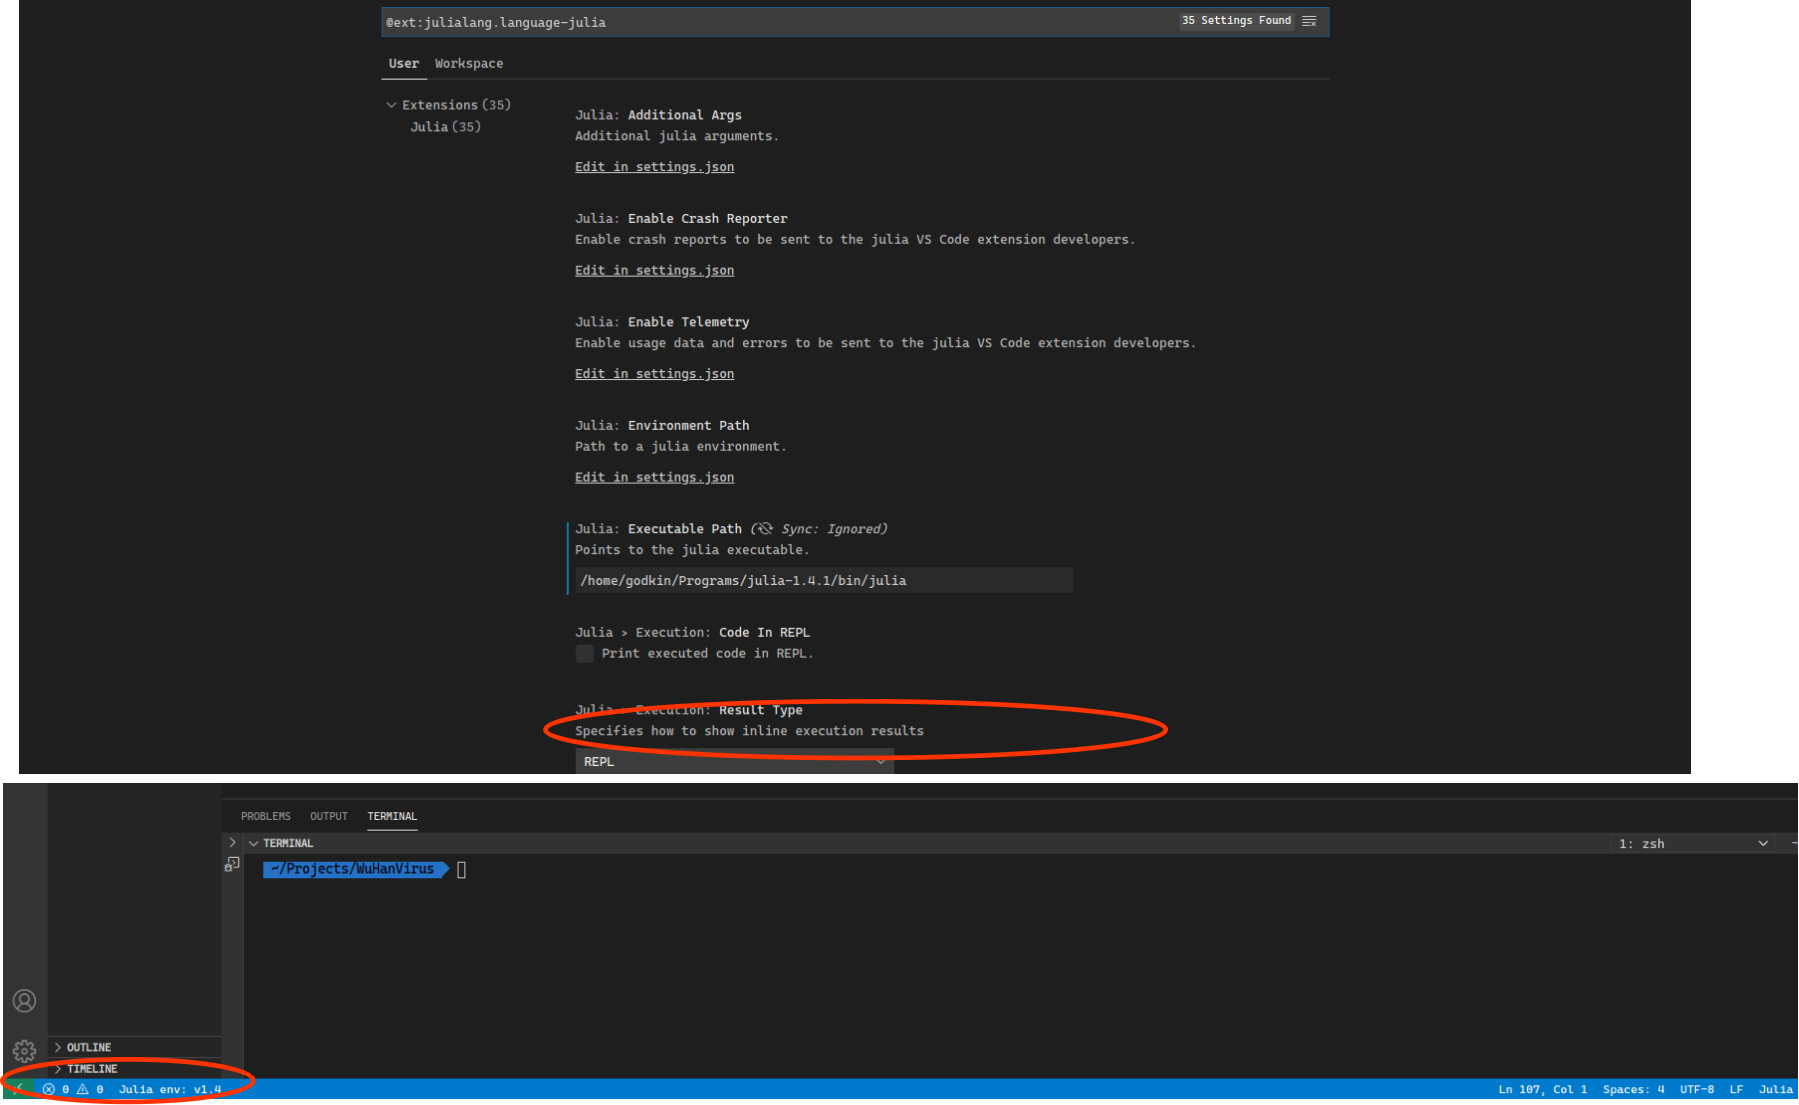 @ext:julialang.language-julia 35 Settings Found
User Workspace
Extensions (35)
Julia (35)
Julia: Additional Args
Additional julia arguments.
Edit in settings.json
Julia: Enable Crash Reporter
Enable crash reports to be sent to the julia VS Code extension developers.
Edit in settings.json
Julia: Enable Telemetry
Enable usage data and errors to be sent to the julia VS Code extension developers.
Edit in settings.json
Julia: Environment Path
Path to a julia environment.
Edit in settings.json
Julia: Executable Path ( Sync: Ignored)
Points to the julia executable.
/home/godkin/Programs/julia-1.4.1/bin/julia
Julia > Execution: Code In REPL
Print executed code in REPL.
Julia > Execution: Result Type
Specifies how to show inline execution results
REPL
PROBLEMS OUTPUT TERMINAL
TERMINAL 1: zsh
~/Projects/WuHanVirus
OUTLINE
TIMELINE
0 0 Julia env: v1.4 Ln 107, Col 1 Spaces: 4 UTF-8 LF Julia